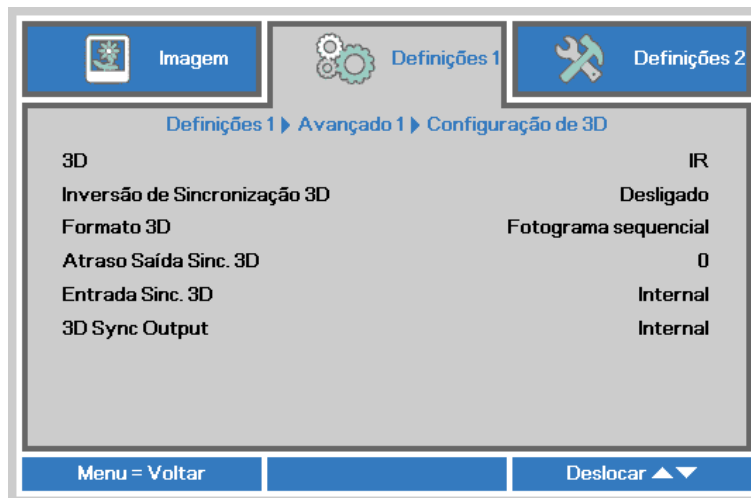 Imagem
Definições 1
Definições 2
Definições 1 ▶ Avançado 1 ▶ Configuração de 3D
3D IR
Inversão de Sincronização 3D Desligado
Formato 3D Fotograma sequencial
Atraso Saída Sinc. 3D 0
Entrada Sinc. 3D Internal
3D Sync Output Internal
Menu = Voltar
Deslocar ▲▼